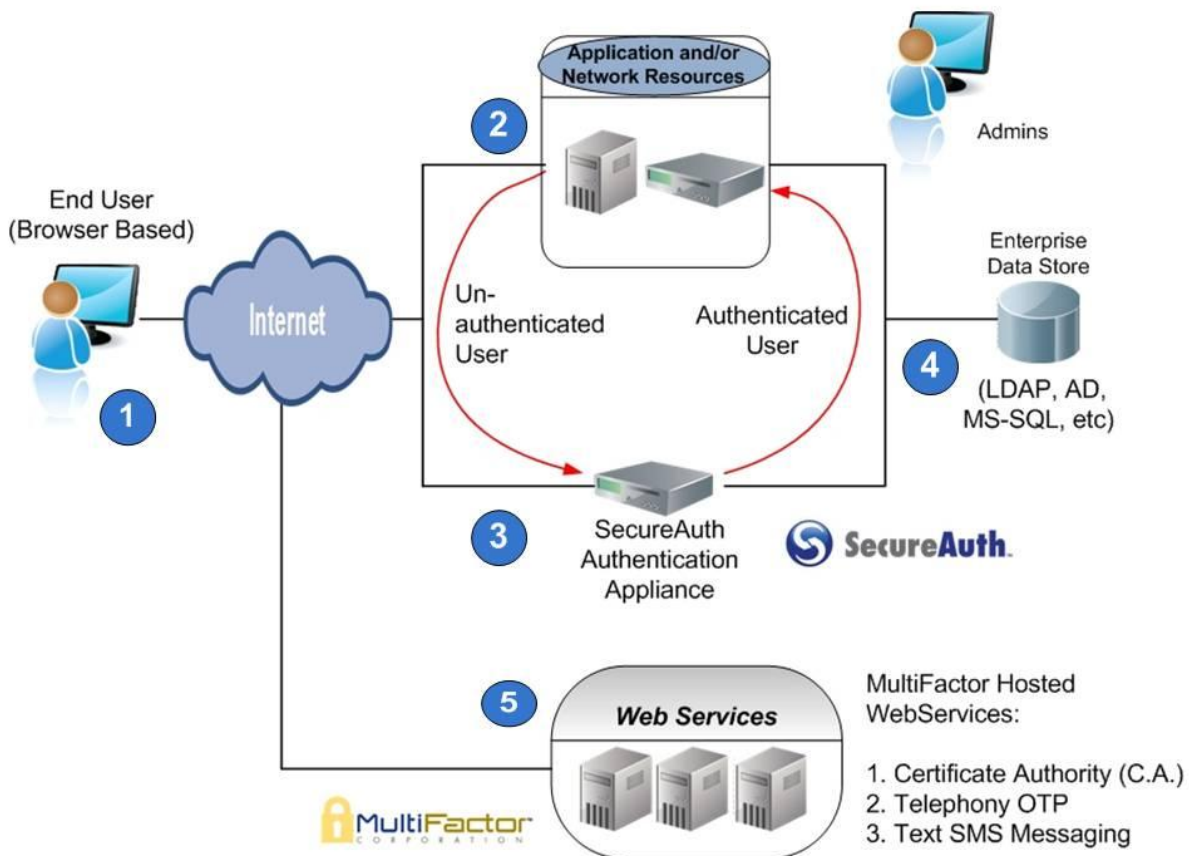 Application and/or
Network Resources
2
Admins
End User
(Browser Based)
Internet
Un-
authenticated
User
Authenticated
User
Enterprise
Data Store
4
(LDAP, AD,
MS-SQL, etc)
1
3
SecureAuth
Authentication
Appliance
SecureAuth™
5
Web Services
MultiFactor Hosted
WebServices:
1. Certificate Authority (C.A.)
2. Telephony OTP
3. Text SMS Messaging
MultiFactor
CORPORATION